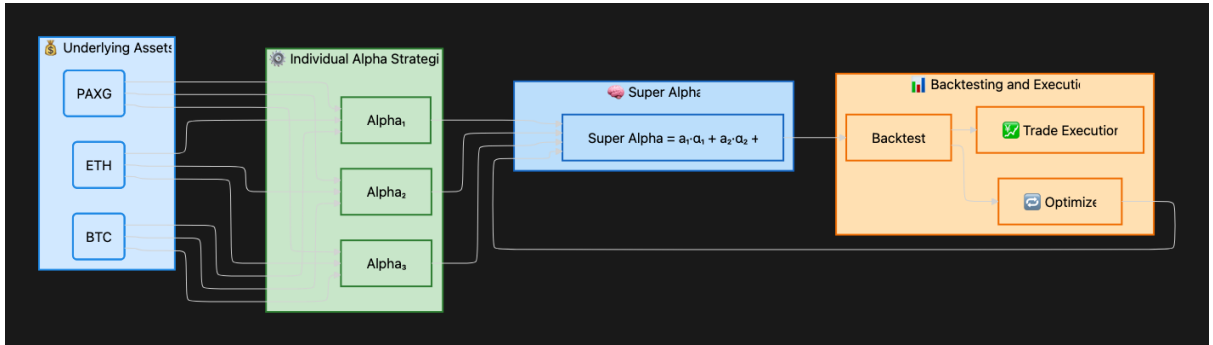 💰 Underlying Assets
PAXG
ETH
BTC
⚙️ Individual Alpha Strategi
Alpha₁
Alpha₂
Alpha₃
🧠 Super Alpha
Super Alpha = a₁·α₁ + a₂·α₂ +
📊 Backtesting and Executi
Backtest
💹 Trade Execution
🔁 Optimize